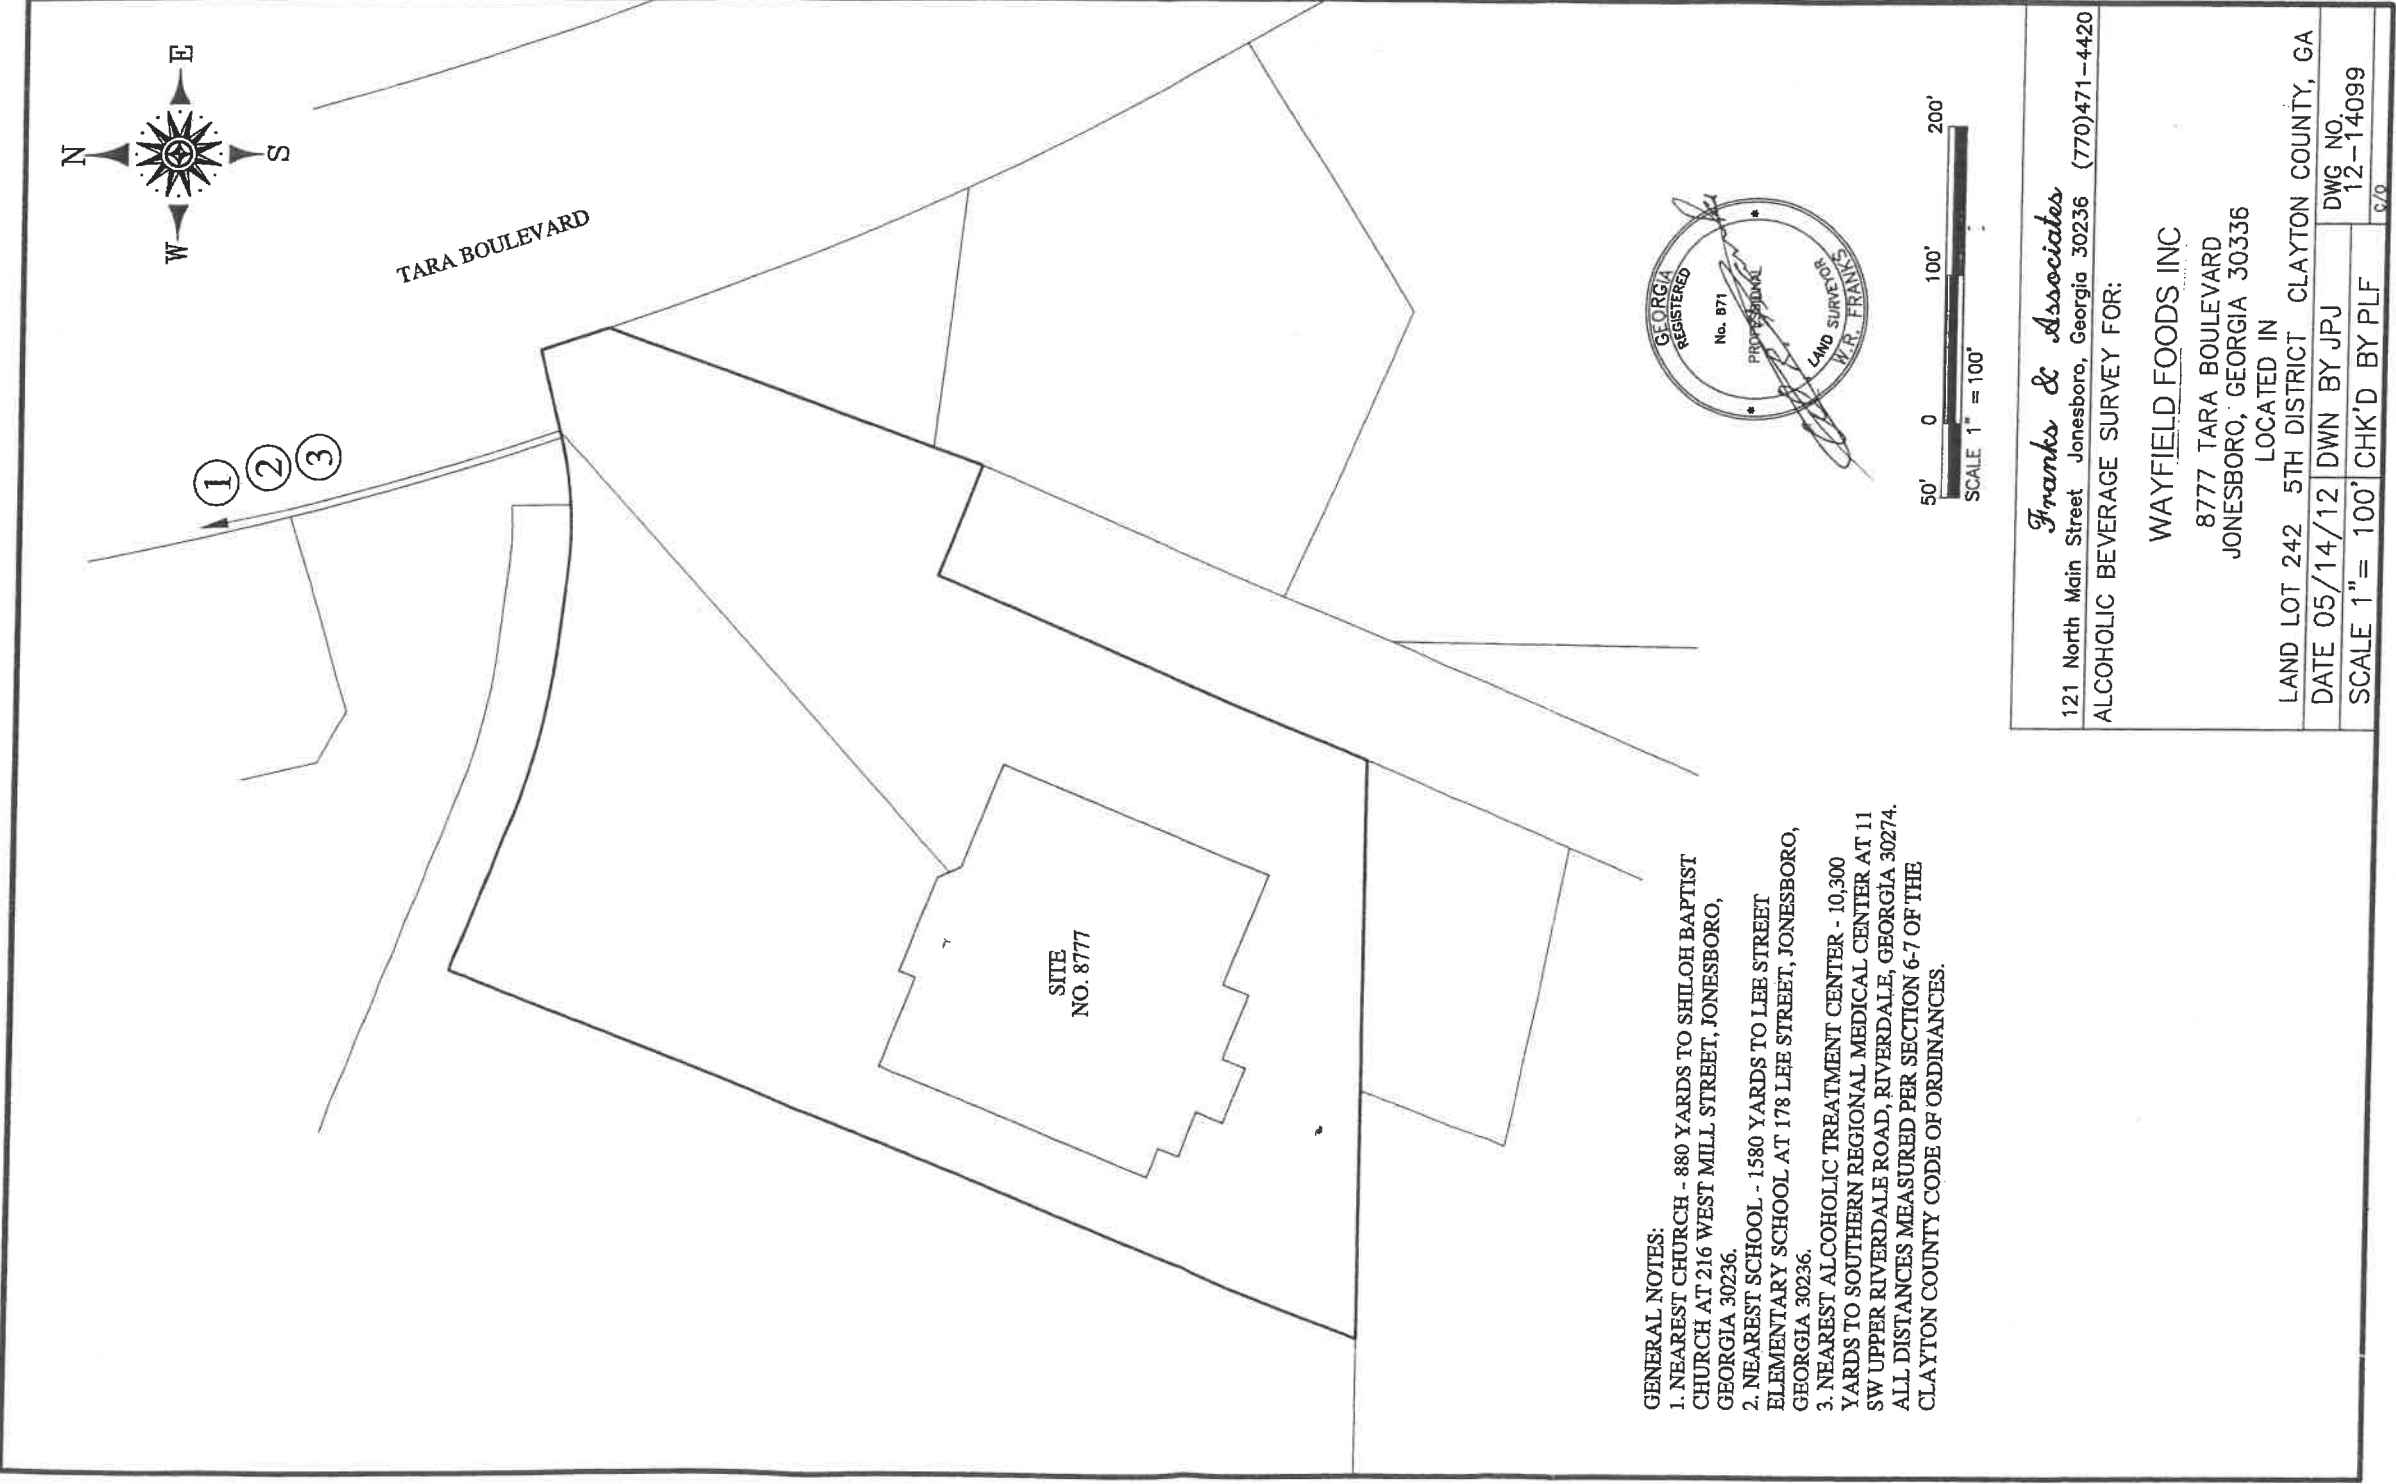 N
W
E
S
TARA BOULEVARD
1
2
3
SITE
NO. 8777
GENERAL NOTES:
1. NEAREST CHURCH - 880 YARDS TO SHILOH BAPTIST
CHURCH AT 216 WEST MILL STREET, JONESBORO,
GEORGIA 30236.
2. NEAREST SCHOOL - 1580 YARDS TO LEE STREET
ELEMENTARY SCHOOL AT 178 LEE STREET, JONESBORO,
GEORGIA 30236.
3. NEAREST ALCOHOLIC TREATMENT CENTER - 10,300
YARDS TO SOUTHERN REGIONAL MEDICAL CENTER AT 11
SW UPPER RIVERDALE ROAD, RIVERDALE, GEORGIA 30274.
ALL DISTANCES MEASURED PER SECTION 6-7 OF THE
CLAYTON COUNTY CODE OF ORDINANCES.
GEORGIA
REGISTERED
No. 871
PROFESSIONAL
LAND SURVEYOR
W.R. FRANKS
50' 0 100' 200'
SCALE 1" = 100'
Franks & Associates
121 North Main Street Jonesboro, Georgia 30236 (770)471-4420
ALCOHOLIC BEVERAGE SURVEY FOR:
WAYFIELD FOODS INC
8777 TARA BOULEVARD
JONESBORO, GEORGIA 30336
LOCATED IN
LAND LOT 242 5TH DISTRICT CLAYTON COUNTY, GA
DATE 05/14/12 DWN BY JPJ DWG NO.
12-14099
SCALE 1"= 100' CHK'D BY PLF c/o